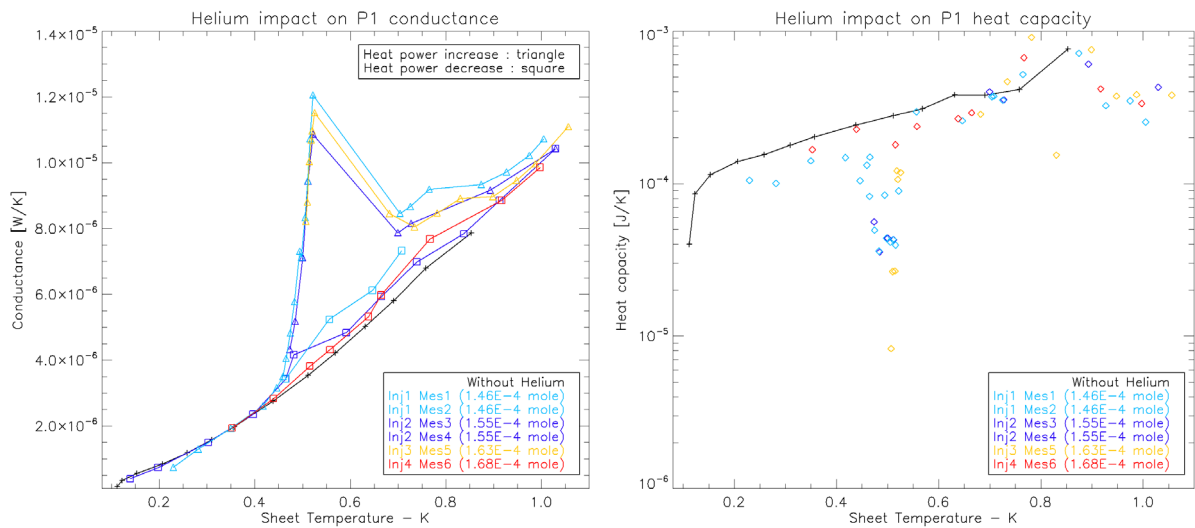 Helium impact on P1 conductance
1.4×10⁻⁵
1.2×10⁻⁵
1.0×10⁻⁵
8.0×10⁻⁶
6.0×10⁻⁶
4.0×10⁻⁶
2.0×10⁻⁶
Conductance [W/K]
Heat power increase : triangle
Heat power decrease : square
Without Helium
Inj1 Mes1 (1.46E-4 mole)
Inj1 Mes2 (1.46E-4 mole)
Inj2 Mes3 (1.55E-4 mole)
Inj2 Mes4 (1.55E-4 mole)
Inj3 Mes5 (1.63E-4 mole)
Inj4 Mes6 (1.68E-4 mole)
0.2 0.4 0.6 0.8 1.0
Sheet Temperature - K
Helium impact on P1 heat capacity
10⁻³
10⁻⁴
10⁻⁵
10⁻⁶
Heat capacity [J/K]
Without Helium
Inj1 Mes1 (1.46E-4 mole)
Inj1 Mes2 (1.46E-4 mole)
Inj2 Mes3 (1.55E-4 mole)
Inj2 Mes4 (1.55E-4 mole)
Inj3 Mes5 (1.63E-4 mole)
Inj4 Mes6 (1.68E-4 mole)
0.2 0.4 0.6 0.8 1.0
Sheet Temperature - K